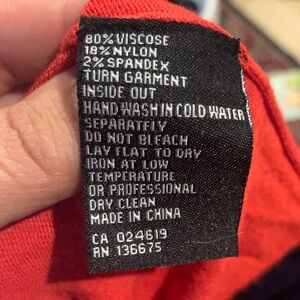 80% VISCOSE
18% NYLON
2% SPANDEX
TURN GARMENT
INSIDE OUT
HAND WASH IN COLD WATER
SEPARATELY
DO NOT BLEACH
LAY FLAT TO DRY
IRON AT LOW
TEMPERATURE
OR PROFESSIONAL
DRY CLEAN
MADE IN CHINA
CA 024619
RN 136675